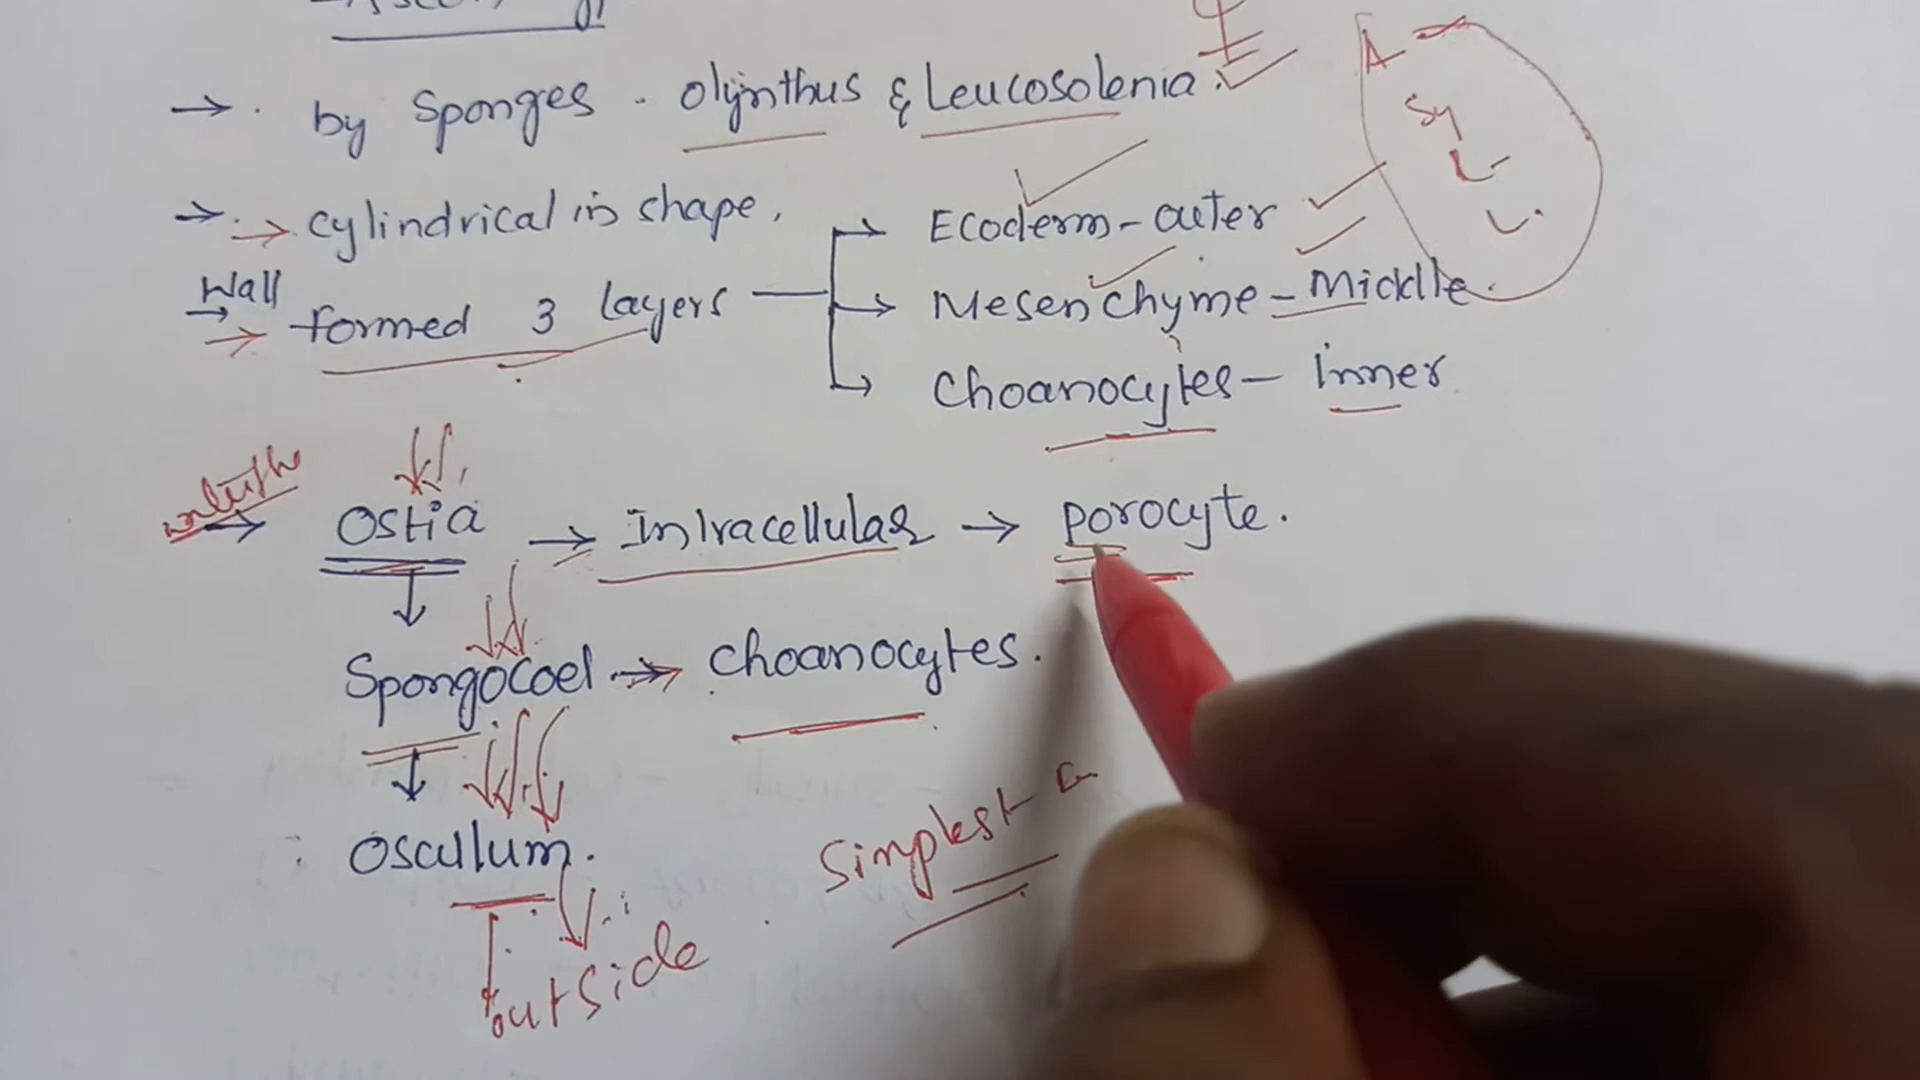 by Sponges - Olynthus & Leucosolenia.
A
Sy
L
→ cylindrical in shape.
Wall
→ formed 3 layers → Ecoderm - outer
→ Mesenchyme - Middle.
→ Choanocytes - inner
→ Ostia → Intracellular → porocyte.
Spongocoel → choanocytes.
Osculum.
Simplest
outside